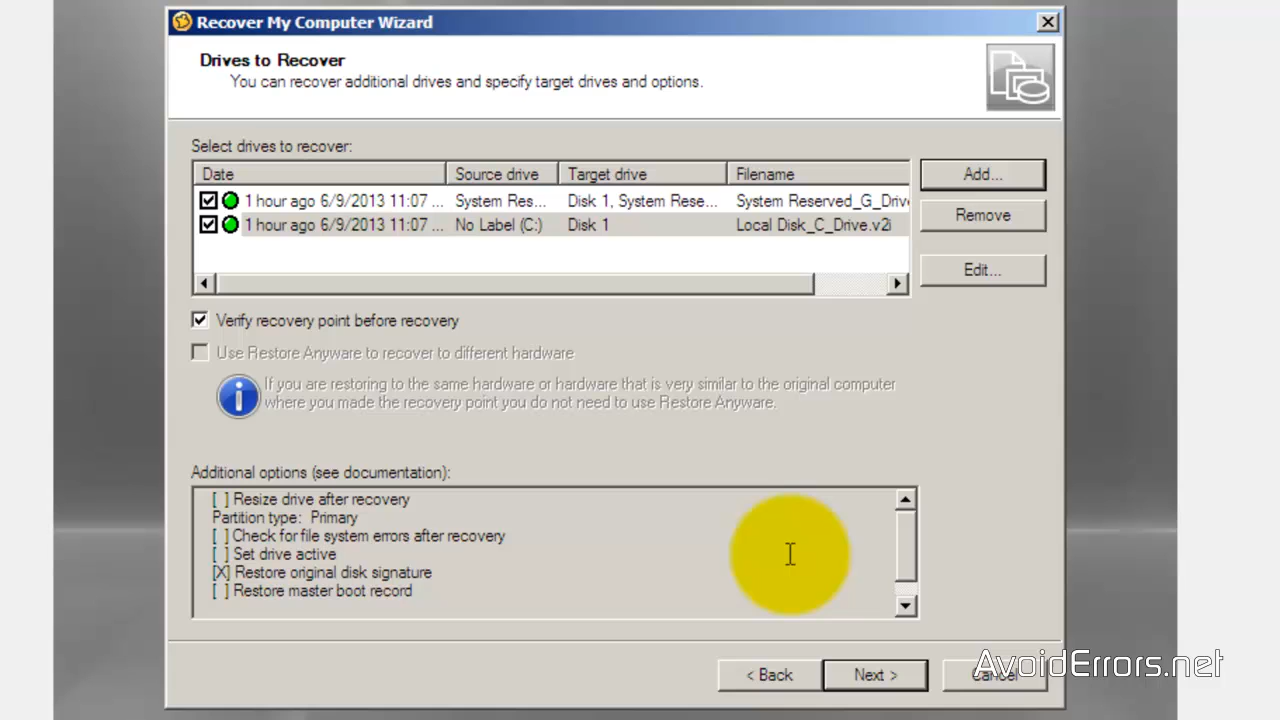 Recover My Computer Wizard
Drives to Recover
You can recover additional drives and specify target drives and options.
Select drives to recover:
Date Source drive Target drive Filename
1 hour ago 6/9/2013 11:07 ... System Res... Disk 1, System Rese... System Reserved_G_Drive
1 hour ago 6/9/2013 11:07 ... No Label (C:) Disk 1 Local Disk_C_Drive.v2i
Add...
Remove
Edit...
Verify recovery point before recovery
Use Restore Anyware to recover to different hardware
If you are restoring to the same hardware or hardware that is very similar to the original computer
where you made the recovery point you do not need to use Restore Anyware.
Additional options (see documentation):
[ ] Resize drive after recovery
Partition type: Primary
[ ] Check for file system errors after recovery
[ ] Set drive active
[X] Restore original disk signature
[ ] Restore master boot record
< Back Next > Cancel
AvoidErrors.net